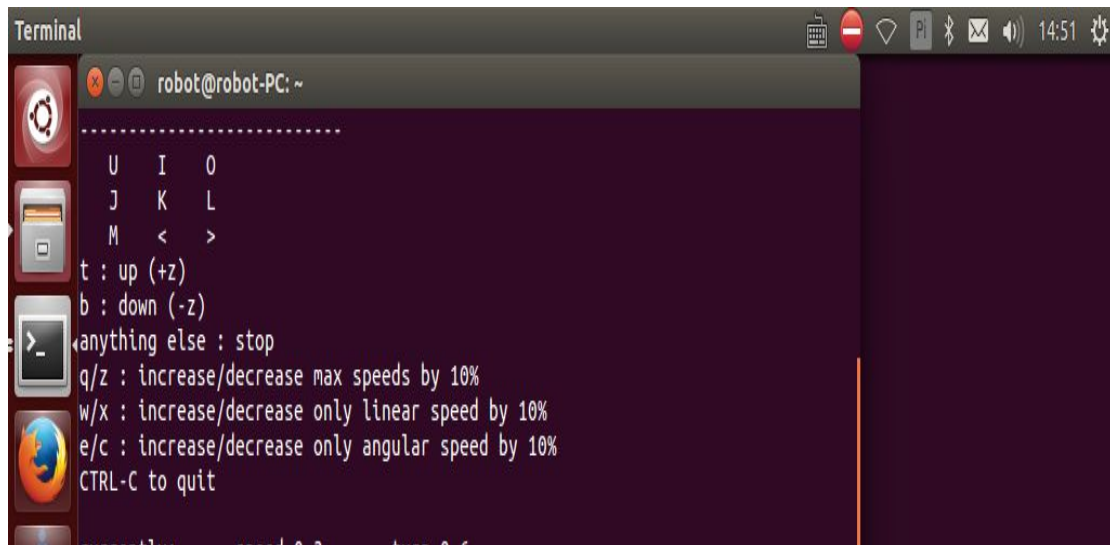 Terminal
Pi
14:51
robot@robot-PC: ~
---------------------------
U I O
J K L
M < >
t : up (+z)
b : down (-z)
anything else : stop
q/z : increase/decrease max speeds by 10%
w/x : increase/decrease only linear speed by 10%
e/c : increase/decrease only angular speed by 10%
CTRL-C to quit